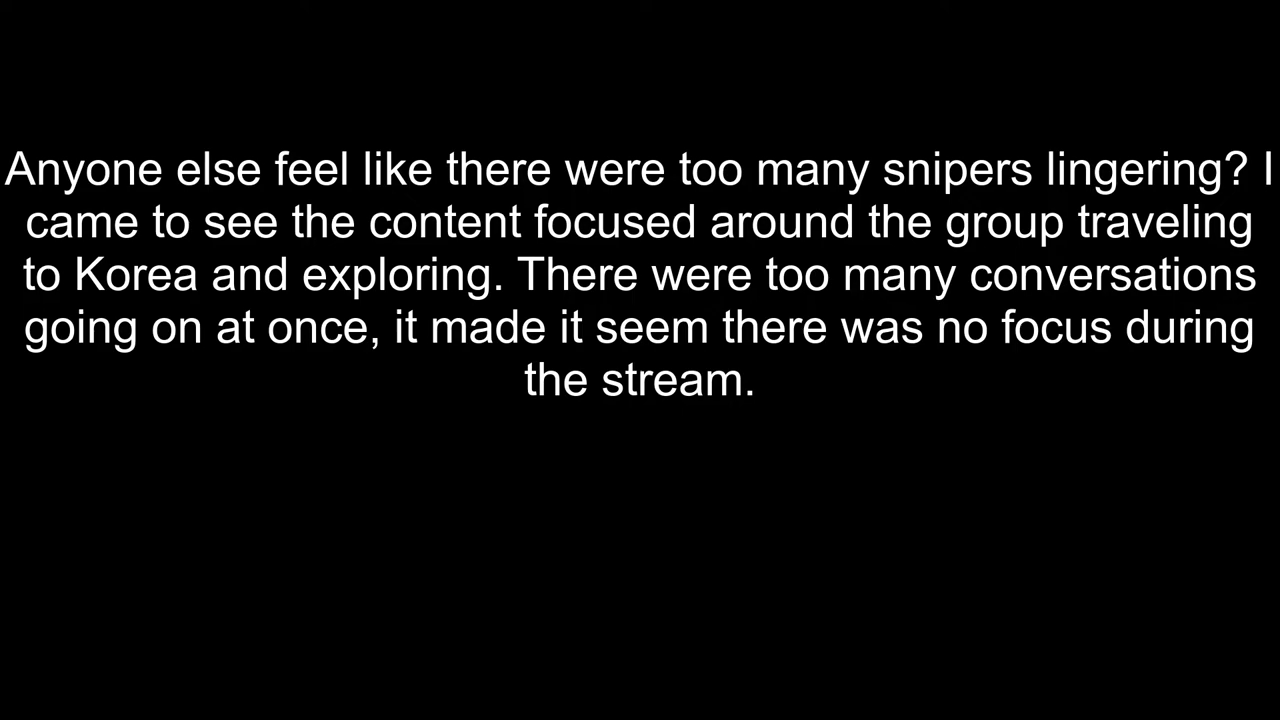 Anyone else feel like there were too many snipers lingering? I
came to see the content focused around the group traveling
to Korea and exploring. There were too many conversations
going on at once, it made it seem there was no focus during
the stream.